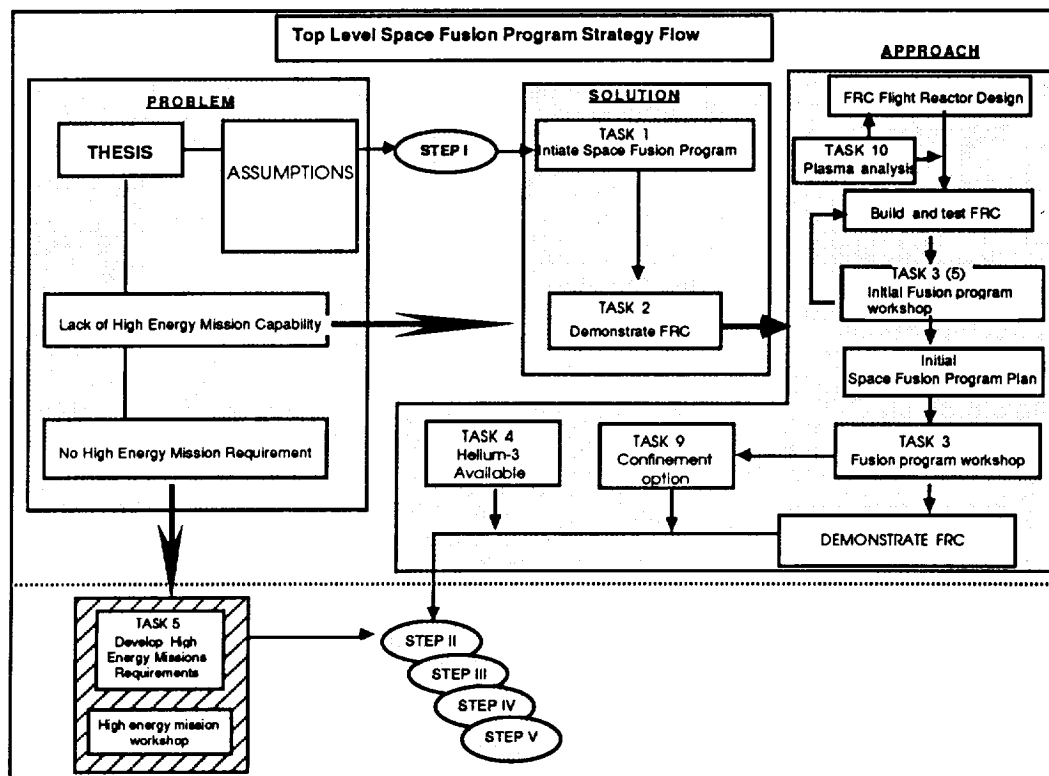 Top Level Space Fusion Program Strategy Flow
PROBLEM
THESIS
ASSUMPTIONS
Lack of High Energy Mission Capability
No High Energy Mission Requirement
STEP I
SOLUTION
TASK 1
Intiate Space Fusion Program
TASK 2
Demonstrate FRC
APPROACH
FRC Flight Reactor Design
TASK 10
Plasma analysis
Build and test FRC
TASK 3 (5)
Initial Fusion program
workshop
Initial
Space Fusion Program Plan
TASK 3
Fusion program workshop
TASK 4
Helium-3
Available
TASK 9
Confinement
option
DEMONSTRATE FRC
TASK 5
Develop High
Energy Missions
Requirements
High energy mission
workshop
STEP II
STEP III
STEP IV
STEP V